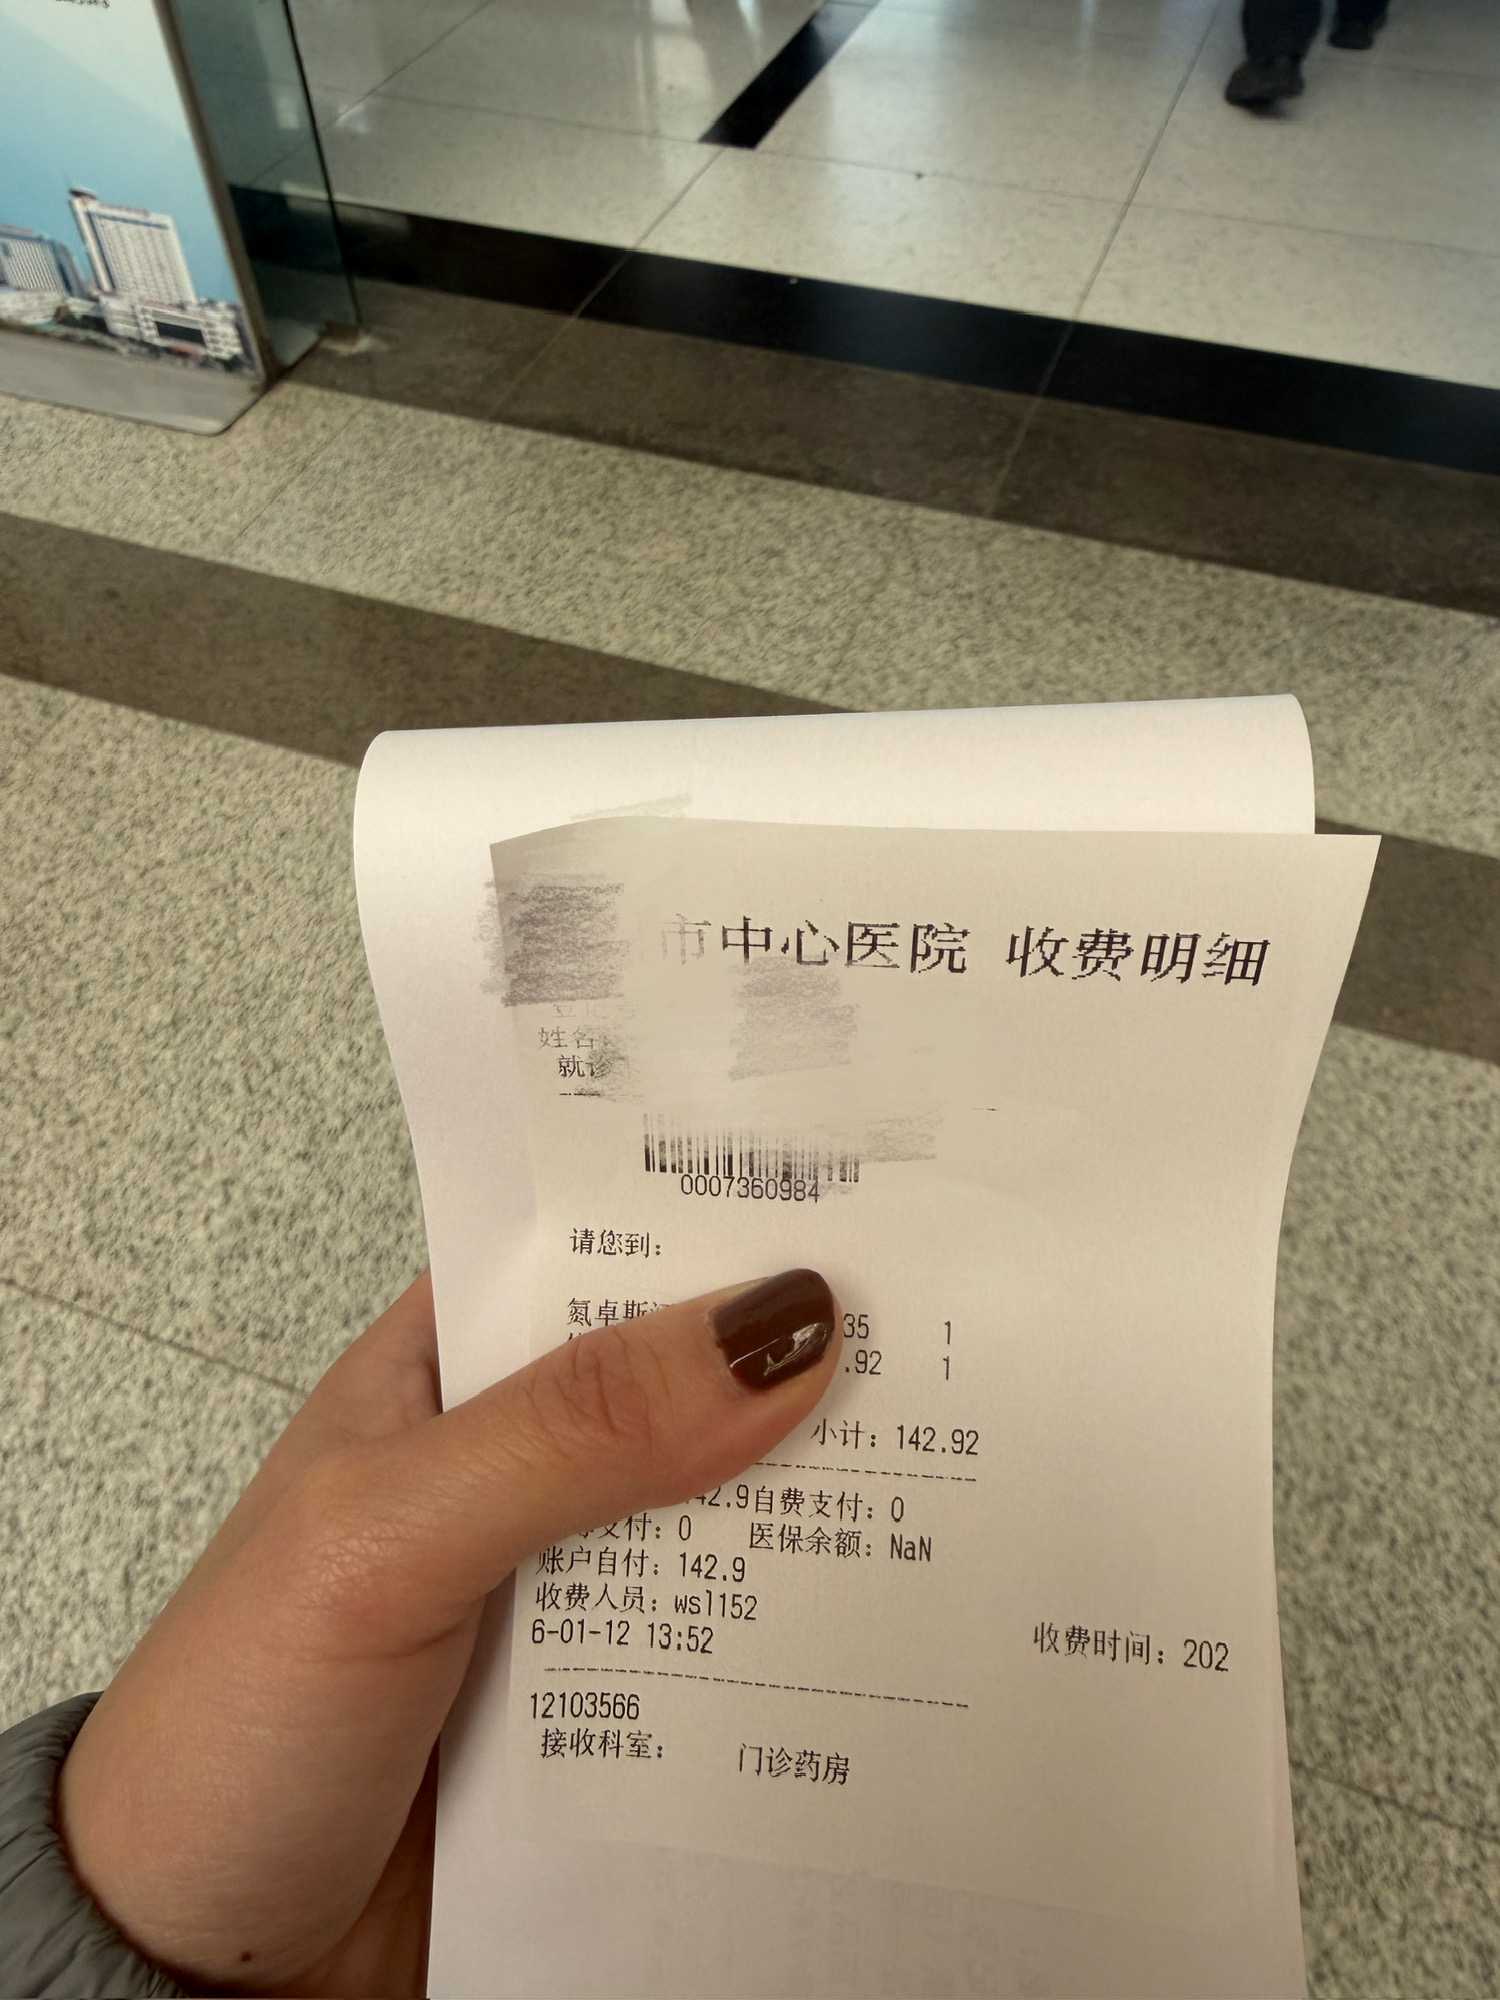 市中心医院 收费明细
姓名
就诊
0007360984
请您到：
氮卓斯 35 1
.92 1
小计：142.92
42.9自费支付：0
支付：0 医保余额：NaN
账户自付：142.9
收费人员：wsl152
收费时间：202
6-01-12 13:52
12103566
接收科室： 门诊药房